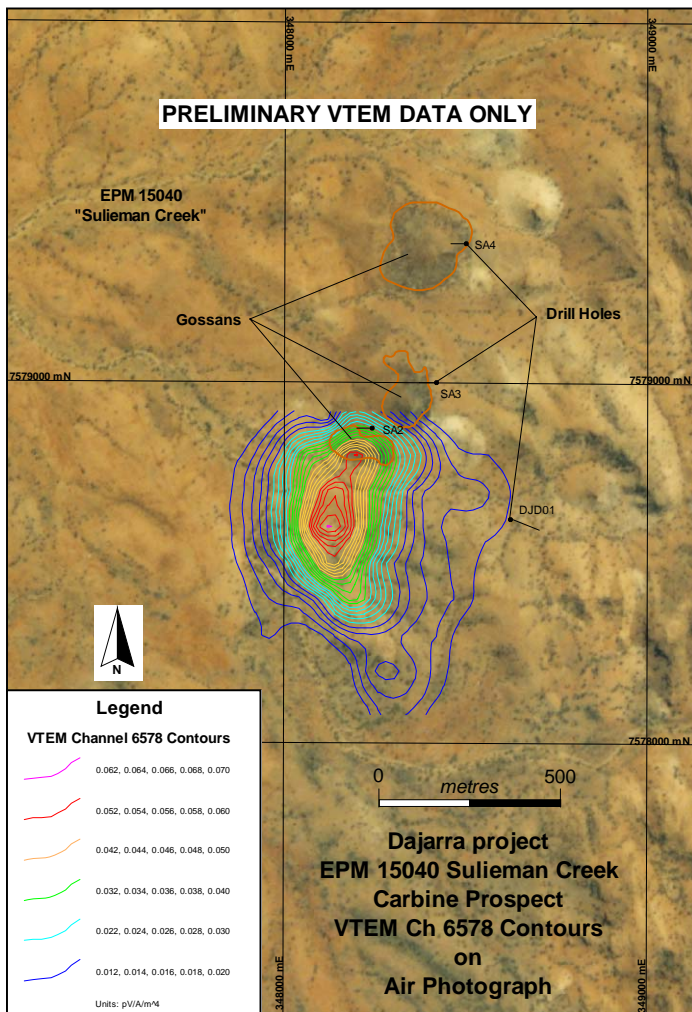 348000 mE
349000 mE
PRELIMINARY VTEM DATA ONLY
EPM 15040
"Sulieman Creek"
SA4
Gossans
Drill Holes
7579000 mN
7579000 mN
SA3
SA2
DJD01
N
Legend
VTEM Channel 6578 Contours
0.062, 0.064, 0.066, 0.068, 0.070
0.052, 0.054, 0.056, 0.058, 0.060
0.042, 0.044, 0.046, 0.048, 0.050
0.032, 0.034, 0.036, 0.038, 0.040
0.022, 0.024, 0.026, 0.028, 0.030
0.012, 0.014, 0.016, 0.018, 0.020
Units: pV/A/m^4
7578000 mN
0 500
metres
Dajarra project
EPM 15040 Sulieman Creek
Carbine Prospect
VTEM Ch 6578 Contours
on
Air Photograph
348000 mE
349000 mE